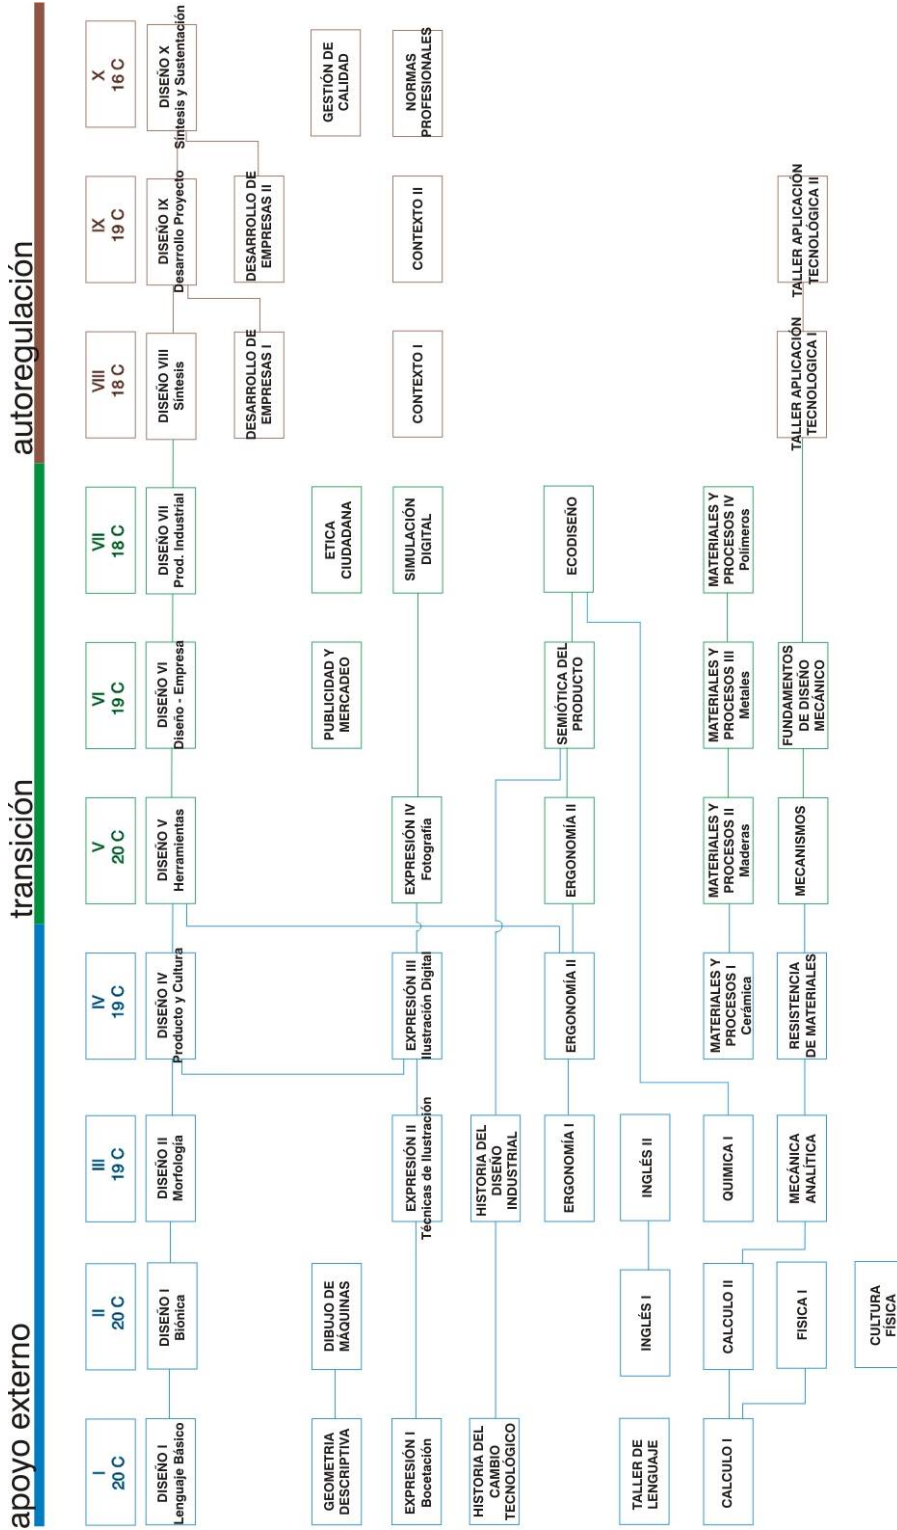 apoyo externo
transición
autoregulación
I
20 C
II
20 C
III
19 C
IV
19 C
V
20 C
VI
19 C
VII
18 C
VIII
18 C
IX
19 C
X
16 C
DISEÑO I
Lenguaje Básico
DISEÑO I
Biónica
DISEÑO II
Morfología
DISEÑO IV
Producto y Cultura
DISEÑO V
Herramientas
DISEÑO VI
Diseño - Empresa
DISEÑO VII
Prod. Industrial
DISEÑO VIII
Síntesis
DISEÑO IX
Desarrollo Proyecto
DISEÑO X
Síntesis y Sustentación
DESARROLLO DE
EMPRESAS I
DESARROLLO DE
EMPRESAS II
GEOMETRIA
DESCRIPTIVA
DIBUJO DE
MÁQUINAS
PUBLICIDAD Y
MERCADEO
ETICA
CIUDADANA
GESTIÓN DE
CALIDAD
EXPRESIÓN I
Bocetación
EXPRESIÓN II
Técnicas de Ilustración
EXPRESIÓN III
Ilustración Digital
EXPRESIÓN IV
Fotografía
SIMULACIÓN
DIGITAL
CONTEXTO I
CONTEXTO II
NORMAS
PROFESIONALES
HISTORIA DEL
CAMBIO
TECNOLÓGICO
HISTORIA DEL
DISEÑO
INDUSTRIAL
ERGONOMÍA I
ERGONOMÍA II
ERGONOMÍA II
SEMIÓTICA DEL
PRODUCTO
ECODISEÑO
TALLER DE
LENGUAJE
INGLÉS I
INGLÉS II
CALCULO I
CALCULO II
QUIMICA I
MATERIALES Y
PROCESOS I
Cerámica
MATERIALES Y
PROCESOS II
Maderas
MATERIALES Y
PROCESOS III
Metales
MATERIALES Y
PROCESOS IV
Polímeros
FISICA I
MECÁNICA
ANALÍTICA
RESISTENCIA
DE MATERIALES
MECANISMOS
FUNDAMENTOS
DE DISEÑO
MECÁNICO
TALLER APLICACIÓN
TECNOLOGICA I
TALLER APLICACIÓN
TECNOLÓGICA II
CULTURA
FÍSICA